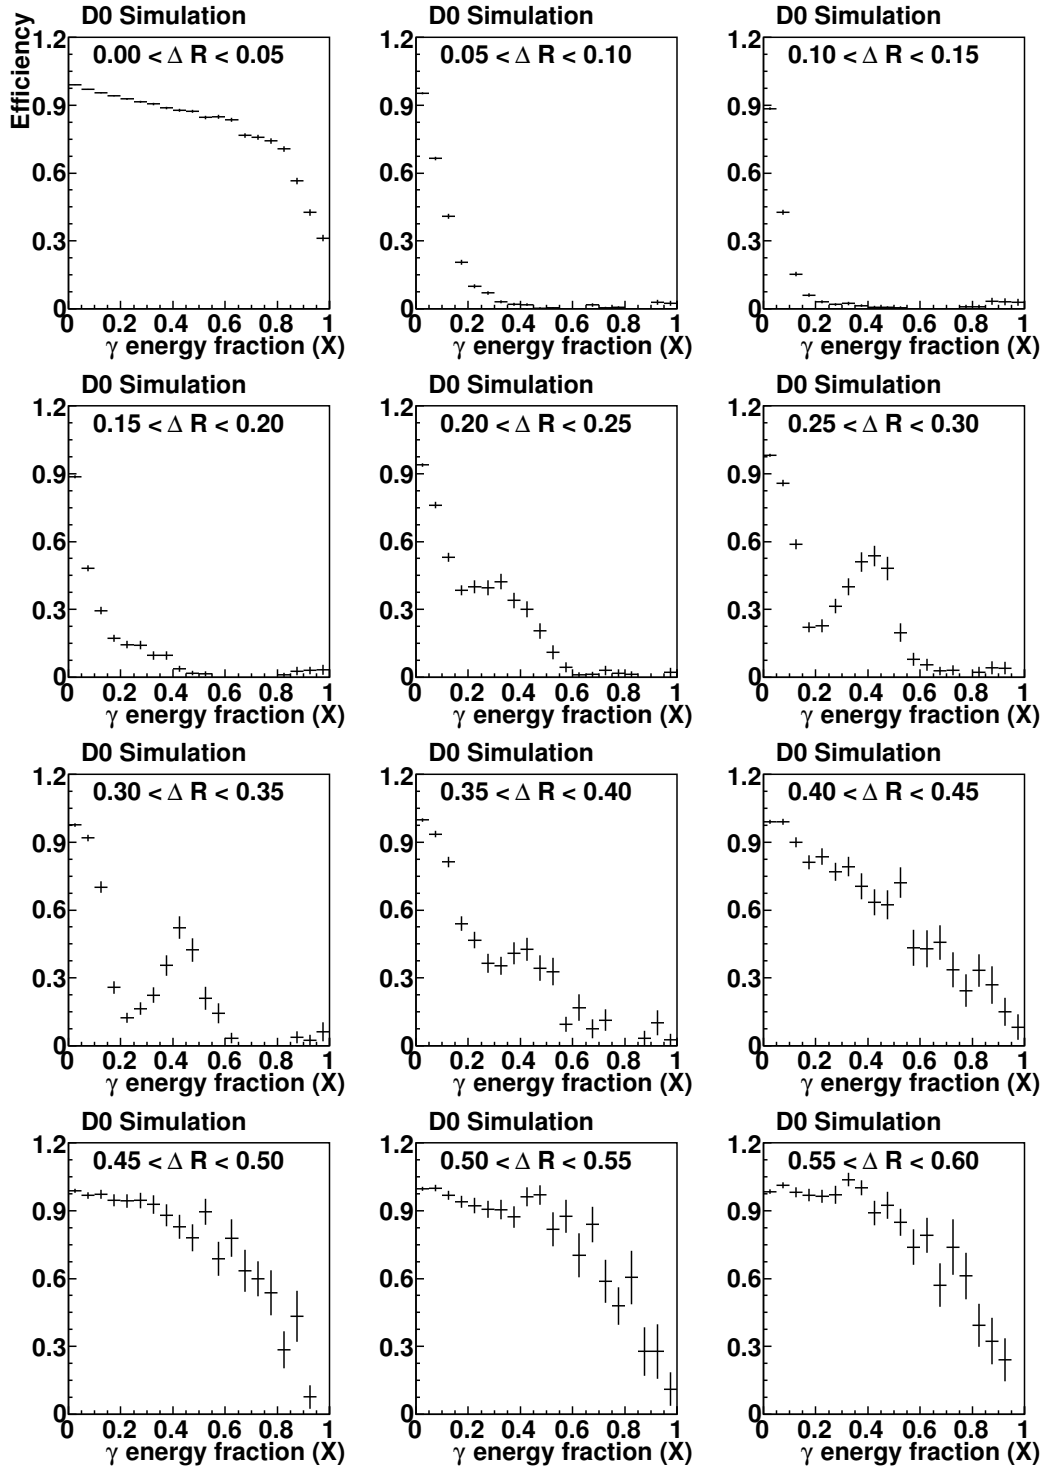 D0 Simulation
D0 Simulation
D0 Simulation
Efficiency
0.00 < Δ R < 0.05
0.05 < Δ R < 0.10
0.10 < Δ R < 0.15
1.2 1.2 1.2
0.9 0.9 0.9
0.6 0.6 0.6
0.3 0.3 0.3
0 0 0
0 0.2 0.4 0.6 0.8 1
0 0.2 0.4 0.6 0.8 1
0 0.2 0.4 0.6 0.8 1
γ energy fraction (X)
γ energy fraction (X)
γ energy fraction (X)
D0 Simulation
D0 Simulation
D0 Simulation
0.15 < Δ R < 0.20
0.20 < Δ R < 0.25
0.25 < Δ R < 0.30
1.2 1.2 1.2
0.9 0.9 0.9
0.6 0.6 0.6
0.3 0.3 0.3
0 0 0
0 0.2 0.4 0.6 0.8 1
0 0.2 0.4 0.6 0.8 1
0 0.2 0.4 0.6 0.8 1
γ energy fraction (X)
γ energy fraction (X)
γ energy fraction (X)
D0 Simulation
D0 Simulation
D0 Simulation
0.30 < Δ R < 0.35
0.35 < Δ R < 0.40
0.40 < Δ R < 0.45
1.2 1.2 1.2
0.9 0.9 0.9
0.6 0.6 0.6
0.3 0.3 0.3
0 0 0
0 0.2 0.4 0.6 0.8 1
0 0.2 0.4 0.6 0.8 1
0 0.2 0.4 0.6 0.8 1
γ energy fraction (X)
γ energy fraction (X)
γ energy fraction (X)
D0 Simulation
D0 Simulation
D0 Simulation
0.45 < Δ R < 0.50
0.50 < Δ R < 0.55
0.55 < Δ R < 0.60
1.2 1.2 1.2
0.9 0.9 0.9
0.6 0.6 0.6
0.3 0.3 0.3
0 0 0
0 0.2 0.4 0.6 0.8 1
0 0.2 0.4 0.6 0.8 1
0 0.2 0.4 0.6 0.8 1
γ energy fraction (X)
γ energy fraction (X)
γ energy fraction (X)